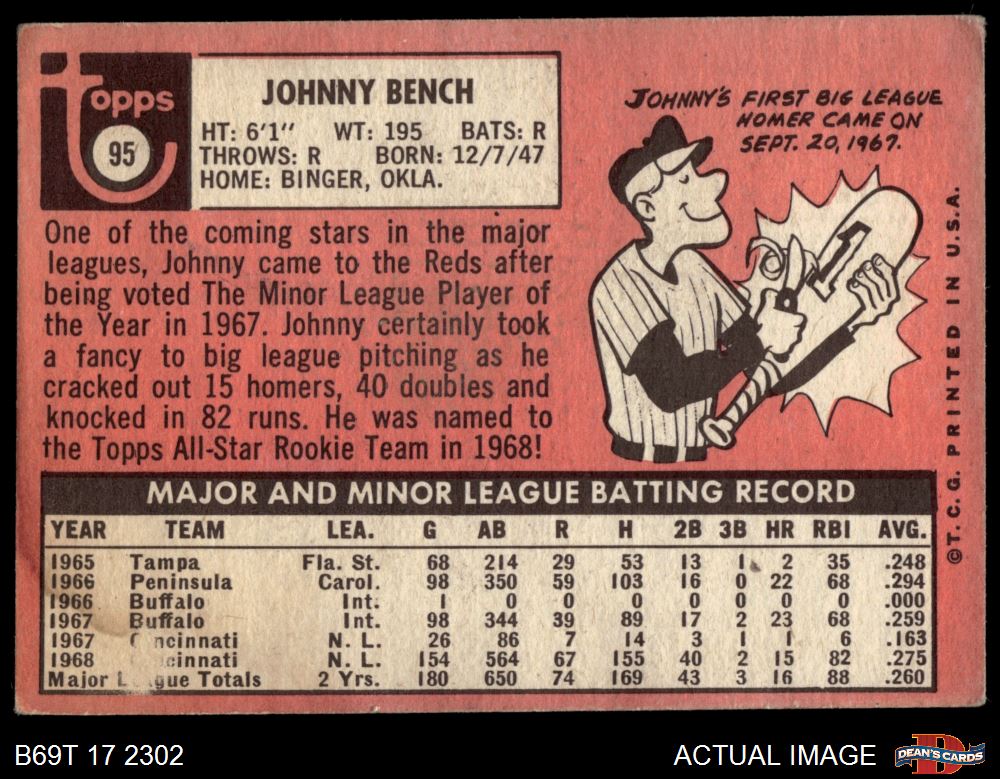 Topps
95
JOHNNY BENCH
HT: 6'1" WT: 195 BATS: R
THROWS: R BORN: 12/7/47
HOME: BINGER, OKLA.
JOHNNY'S FIRST BIG LEAGUE
HOMER CAME ON
SEPT. 20, 1967.
1
One of the coming stars in the major
leagues, Johnny came to the Reds after
being voted The Minor League Player of
the Year in 1967. Johnny certainly took
a fancy to big league pitching as he
cracked out 15 homers, 40 doubles and
knocked in 82 runs. He was named to
the Topps All-Star Rookie Team in 1968!
MAJOR AND MINOR LEAGUE BATTING RECORD
YEAR TEAM LEA. G AB R H 2B 3B HR RBI AVG.
1965 Tampa Fla. St. 68 214 29 53 13 1 2 35 .248
1966 Peninsula Carol. 98 350 59 103 16 0 22 68 .294
1966 Buffalo Int. 1 0 0 0 0 0 0 0 .000
1967 Buffalo Int. 98 344 39 89 17 2 23 68 .259
1967 Cincinnati N. L. 26 86 7 14 3 1 1 6 .163
1968 cinnati N. L. 154 564 67 155 40 2 15 82 .275
Major League Totals 2 Yrs. 180 650 74 169 43 3 16 88 .260
©T. C. G. PRINTED IN U.S.A.
B69T 17 2302
ACTUAL IMAGE
D
DEAN'S CARDS